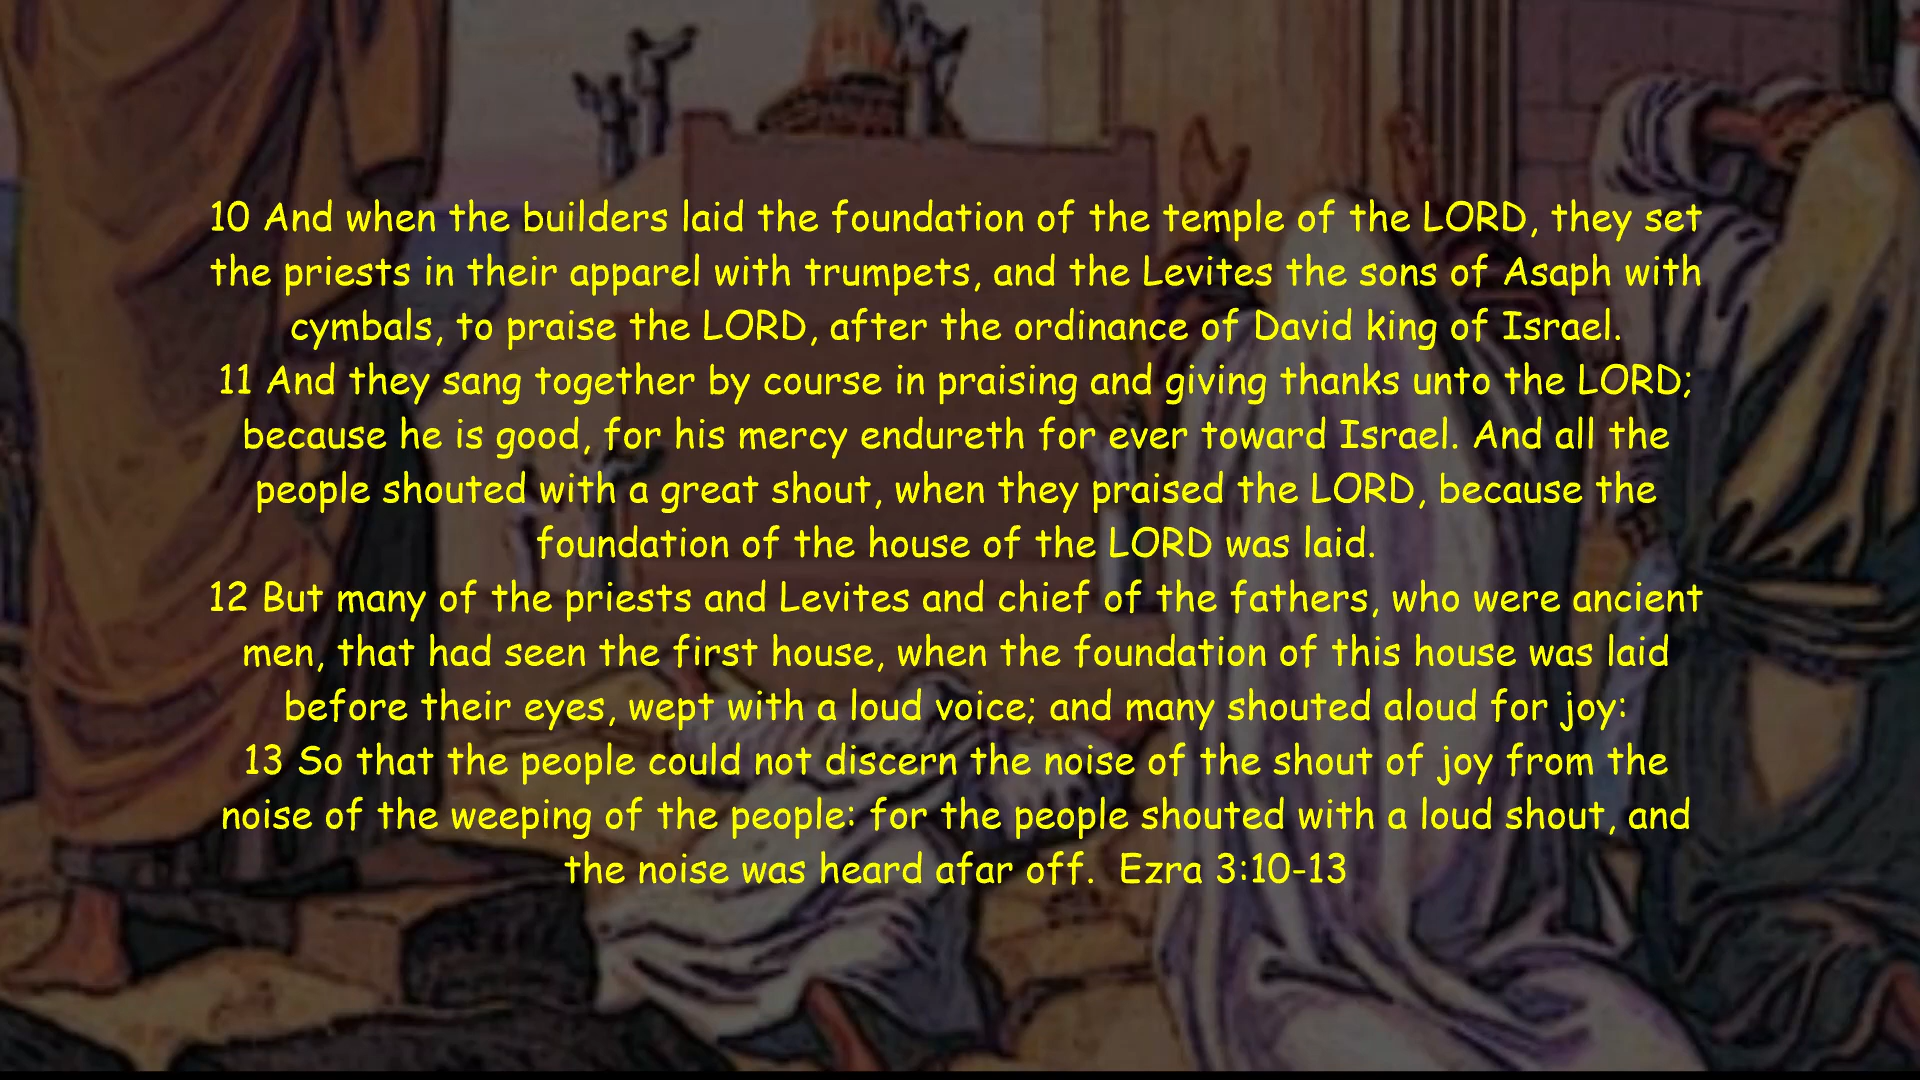 10 And when the builders laid the foundation of the temple of the LORD, they set
the priests in their apparel with trumpets, and the Levites the sons of Asaph with
cymbals, to praise the LORD, after the ordinance of David king of Israel.
11 And they sang together by course in praising and giving thanks unto the LORD;
because he is good, for his mercy endureth for ever toward Israel. And all the
people shouted with a great shout, when they praised the LORD, because the
foundation of the house of the LORD was laid.
12 But many of the priests and Levites and chief of the fathers, who were ancient
men, that had seen the first house, when the foundation of this house was laid
before their eyes, wept with a loud voice; and many shouted aloud for joy:
13 So that the people could not discern the noise of the shout of joy from the
noise of the weeping of the people: for the people shouted with a loud shout, and
the noise was heard afar off.  Ezra 3:10-13